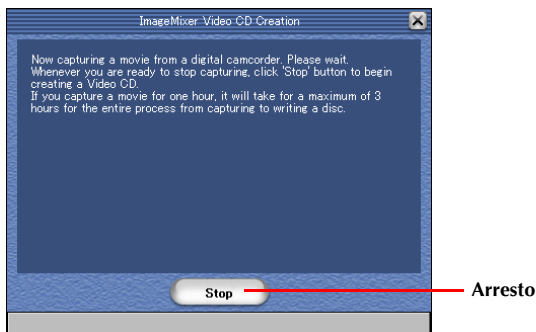 ImageMixer Video CD Creation
Now capturing a movie from a digital camcorder. Please wait.
Whenever you are ready to stop capturing, click 'Stop' button to begin
creating a Video CD.
If you capture a movie for one hour, it will take for a maximum of 3
hours for the entire process from capturing to writing a disc.
Stop
Arresto